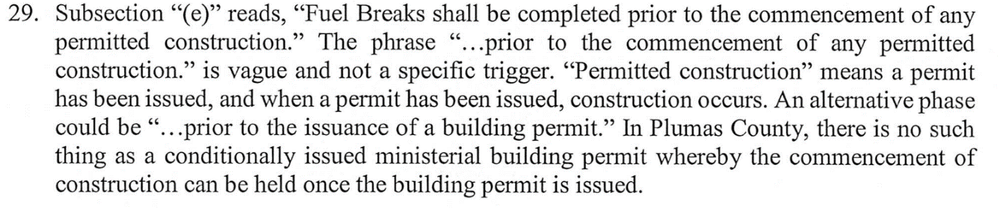 29. Subsection “(e)” reads, “Fuel Breaks shall be completed prior to the commencement of any
permitted construction.” The phrase “…prior to the commencement of any permitted
construction.” is vague and not a specific trigger. “Permitted construction” means a permit
has been issued, and when a permit has been issued, construction occurs. An alternative phase
could be “…prior to the issuance of a building permit.” In Plumas County, there is no such
thing as a conditionally issued ministerial building permit whereby the commencement of
construction can be held once the building permit is issued.